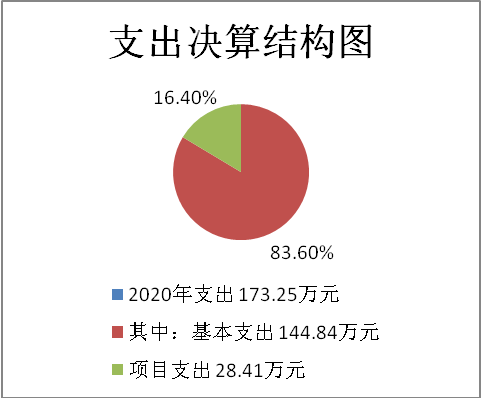 支出决算结构图
16.40%
83.60%
2020年支出173.25万元
其中：基本支出144.84万元
项目支出28.41万元